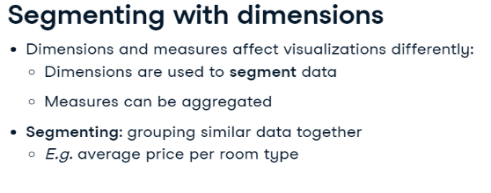 Segmenting with dimensions
• Dimensions and measures affect visualizations differently:
◦ Dimensions are used to segment data
◦ Measures can be aggregated
• Segmenting: grouping similar data together
◦ E.g. average price per room type